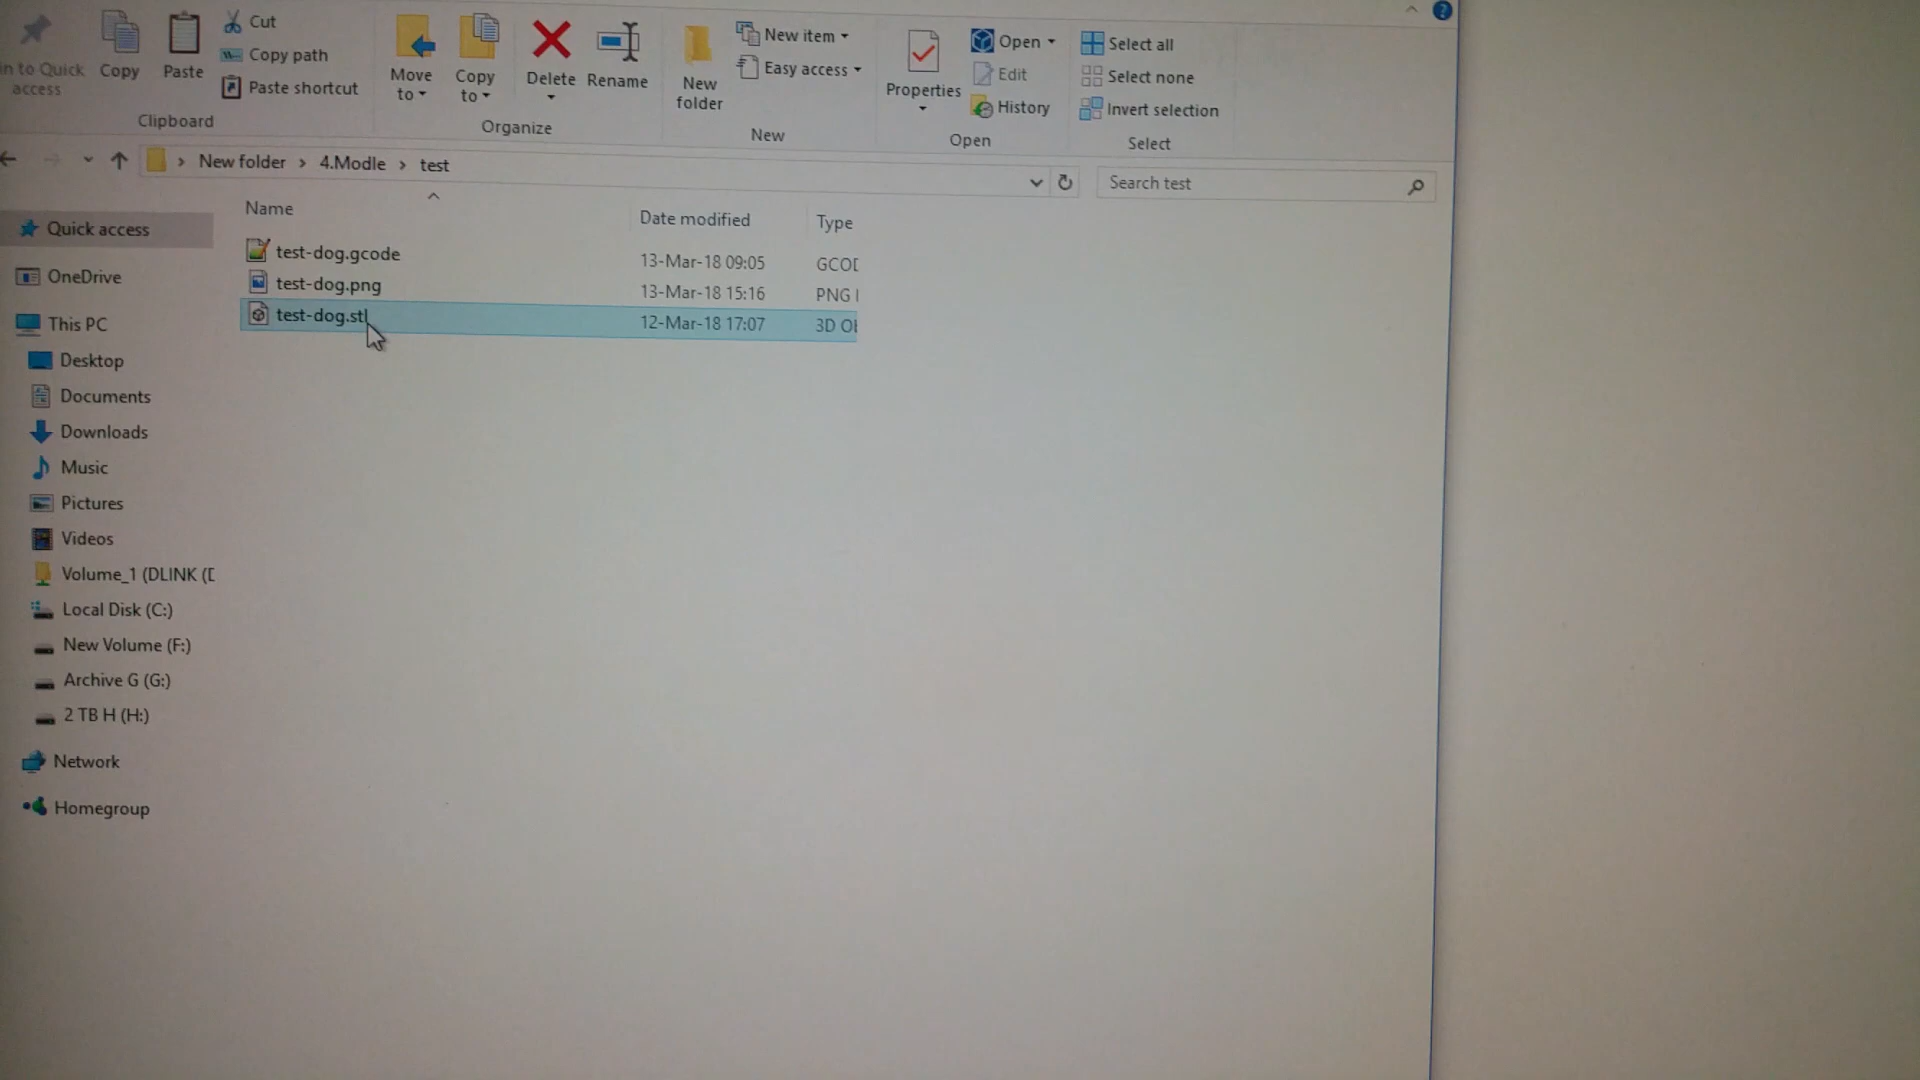 in to Quick access
Copy
Paste
Cut
Copy path
Paste shortcut
Clipboard
Move to
Copy to
Delete
Rename
Organize
New folder
New item
Easy access
New
Properties
Open
Edit
History
Open
Select all
Select none
Invert selection
Select
New folder > 4.Modle > test
Search test
Name
Date modified
Type
test-dog.gcode 13-Mar-18 09:05 GCOD
test-dog.png 13-Mar-18 15:16 PNG
test-dog.stl 12-Mar-18 17:07 3D Ob
Quick access
OneDrive
This PC
Desktop
Documents
Downloads
Music
Pictures
Videos
Volume_1 (DLINK (D
Local Disk (C:)
New Volume (F:)
Archive G (G:)
2 TB H (H:)
Network
Homegroup